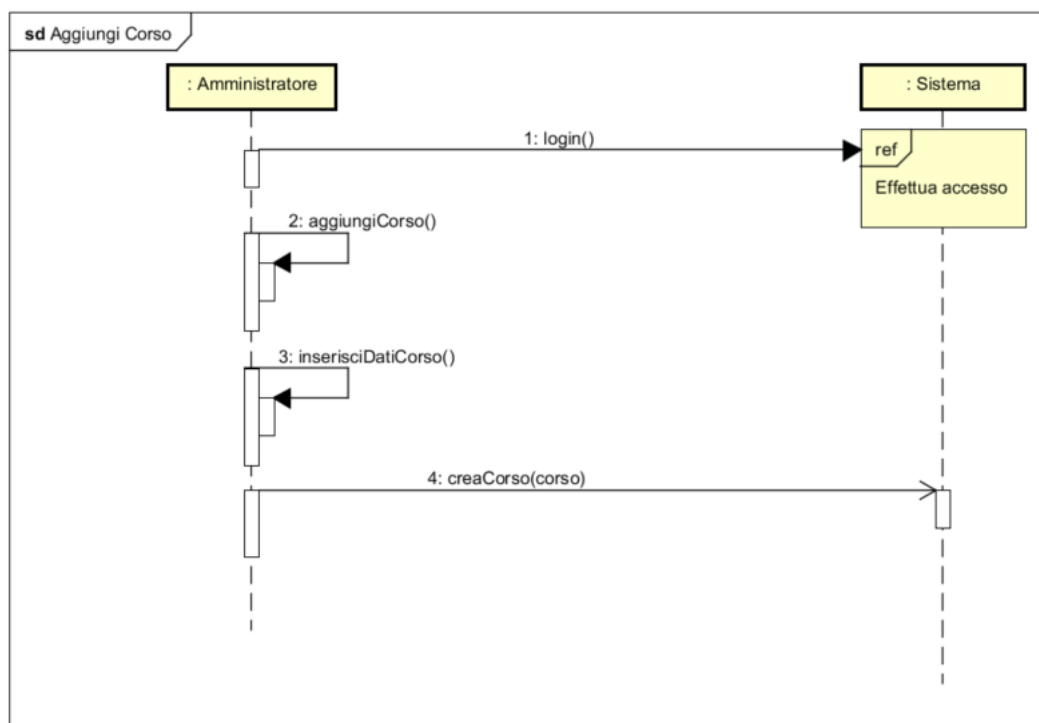 sd Aggiungi Corso
: Amministratore
: Sistema
1: login()
ref
Effettua accesso
2: aggiungiCorso()
3: inserisciDatiCorso()
4: creaCorso(corso)